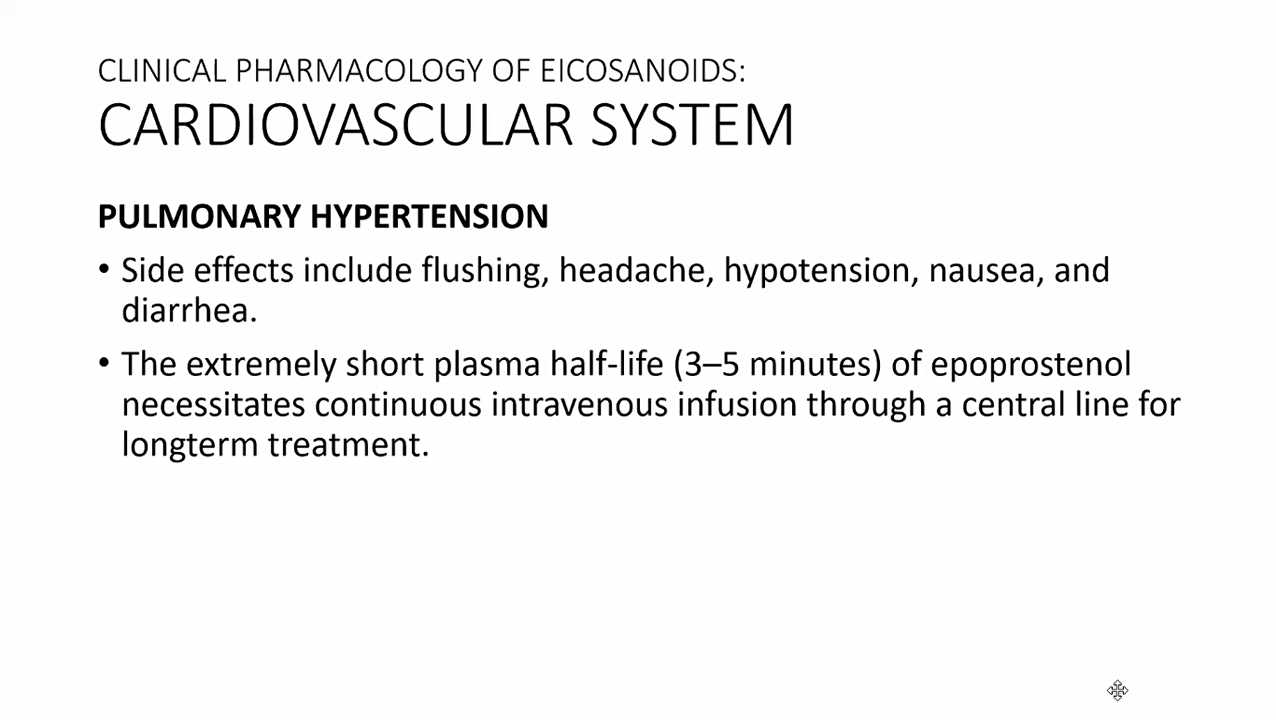 CLINICAL PHARMACOLOGY OF EICOSANOIDS:
CARDIOVASCULAR SYSTEM
PULMONARY HYPERTENSION
• Side effects include flushing, headache, hypotension, nausea, and
diarrhea.
• The extremely short plasma half-life (3–5 minutes) of epoprostenol
necessitates continuous intravenous infusion through a central line for
longterm treatment.